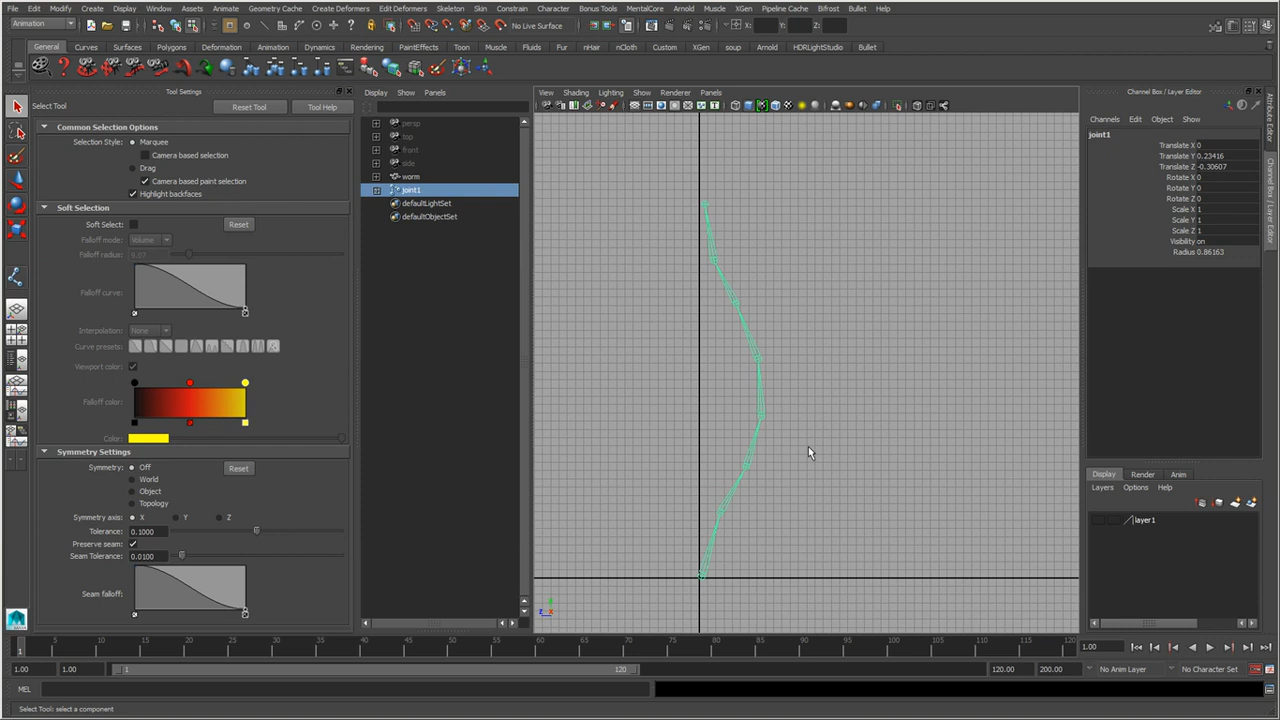 File Edit Modify Create Display Window Assets Animate Geometry Cache Create Deformers Edit Deformers Skeleton Skin Constrain Character Bonus Tools MentalCore Arnold Muscle XGen Pipeline Cache Bifrost Bullet Help
Animation No Live Surface X: Y: Z:
General Curves Surfaces Polygons Deformation Animation Dynamics Rendering PaintEffects Toon Muscle Fluids Fur nHair nCloth Custom XGen soup Arnold HDRLightStudio Bullet
Tool Settings
Select Tool Reset Tool Tool Help
Common Selection Options
Selection Style: Marquee
Camera based selection
Drag
Camera based paint selection
Highlight backfaces
Soft Selection
Soft Select: Reset
Falloff mode: Volume
Falloff radius:
Falloff curve:
Interpolation: None
Curve presets:
Viewport color:
Falloff color:
Color:
Symmetry Settings
Symmetry: Off Reset
World
Object
Topology
Symmetry axis: X Y Z
Tolerance: 0.1000
Preserve seam:
Seam Tolerance: 0.0100
Seam falloff:
Display Show Panels
persp
top
front
side
worm
joint1
defaultLightSet
defaultObjectSet
View Shading Lighting Show Renderer Panels
Channel Box / Layer Editor
Channels Edit Object Show
joint1
Translate X 0
Translate Y 0.23416
Translate Z -0.30607
Rotate X 0
Rotate Y 0
Rotate Z 0
Scale X 1
Scale Y 1
Scale Z 1
Visibility on
Radius 0.86163
Display Render Anim
Layers Options Help
layer1
Attribute Editor
Channel Box / Layer Editor
5 10 15 20 25 30 35 40 45 50 55 60 65 70 75 80 85 90 95 100 105 110 115 120 1.00
1.00 1.00 1 120 120.00 200.00 No Anim Layer No Character Set
MEL
Select Tool: select a component